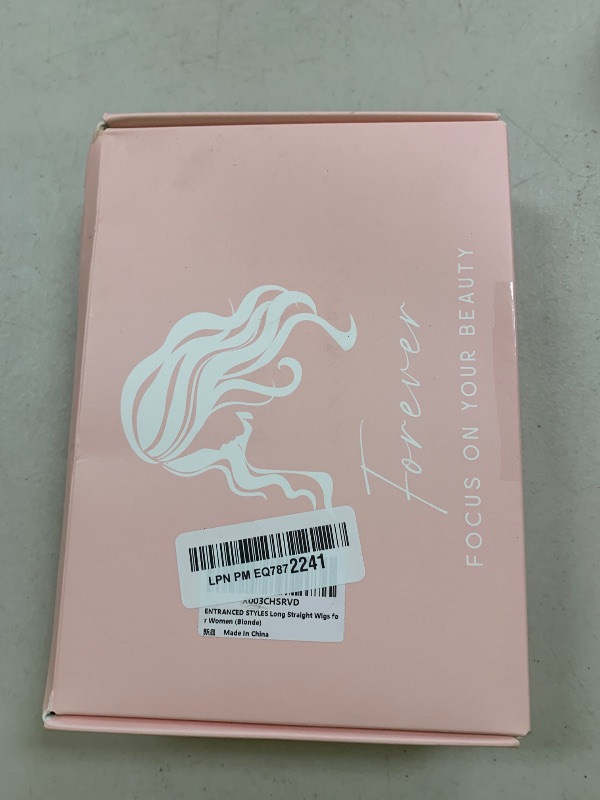 Forever
FOCUS ON YOUR BEAUTY
LPN PM EQ7872241
X003CHSRVD
ENTRANCED STYLES Long Straight Wigs fo
r Women (Blonde)
新品 Made In China